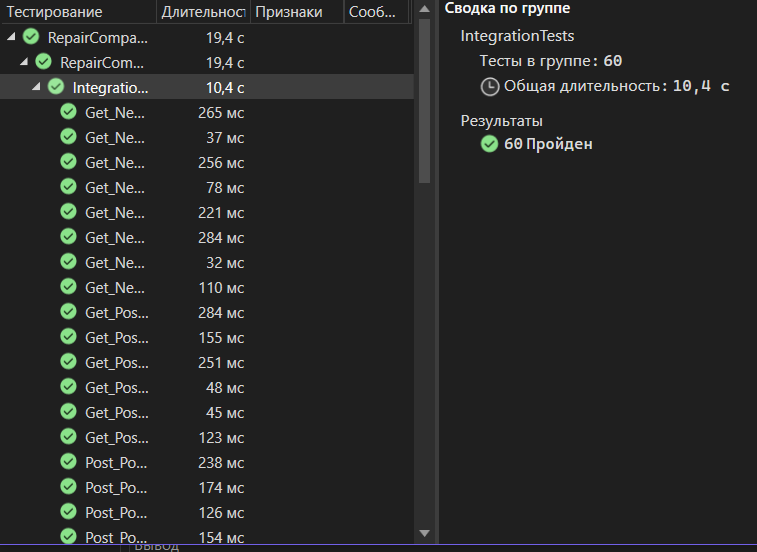 Тестирование Длительност Признаки Сооб...
RepairCompa... 19,4 с
RepairCom... 19,4 с
Integratio... 10,4 с
Get_Ne... 265 мс
Get_Ne... 37 мс
Get_Ne... 256 мс
Get_Ne... 78 мс
Get_Ne... 221 мс
Get_Ne... 284 мс
Get_Ne... 32 мс
Get_Ne... 110 мс
Get_Pos... 284 мс
Get_Pos... 155 мс
Get_Pos... 251 мс
Get_Pos... 48 мс
Get_Pos... 45 мс
Get_Pos... 123 мс
Post_Po... 238 мс
Post_Po... 174 мс
Post_Po... 126 мс
Post_Po... 154 мс
Сводка по группе
IntegrationTests
Тесты в группе: 60
Общая длительность: 10,4 с
Результаты
60 Пройден
Вывод